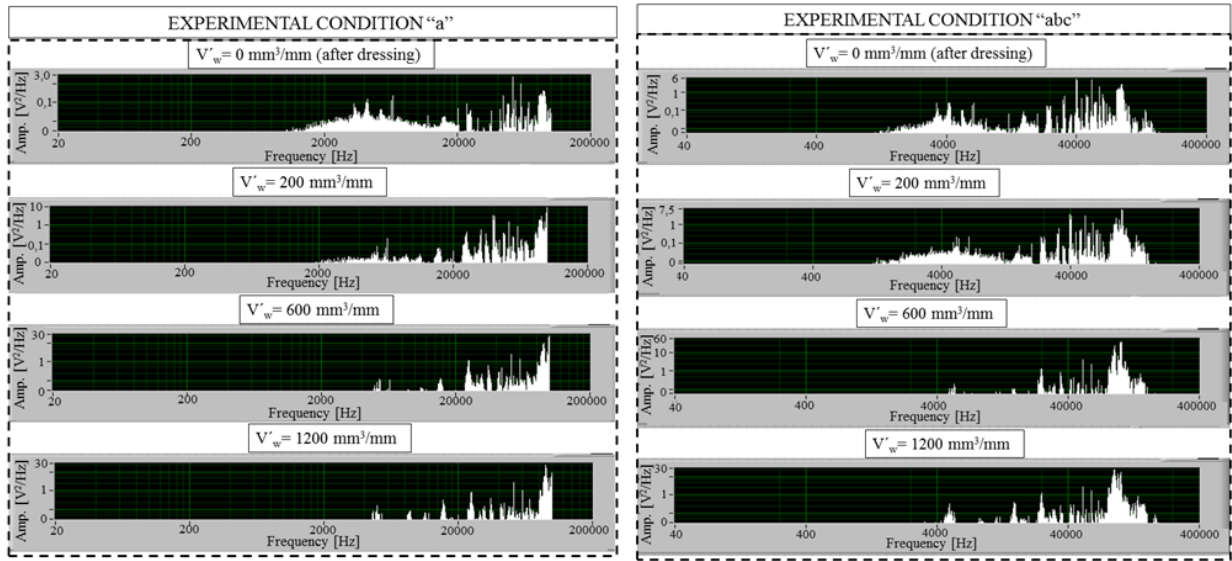 EXPERIMENTAL CONDITION “a”
V´w= 0 mm³/mm (after dressing)
Amp. [V²/Hz]
3,0
0,1
0
20 200 2000 20000 200000
Frequency [Hz]
V´w= 200 mm³/mm
Amp. [V²/Hz]
10
1
0,1
0
20 200 2000 20000 200000
Frequency [Hz]
V´w= 600 mm³/mm
Amp. [V²/Hz]
30
1
0
20 200 2000 20000 200000
Frequency [Hz]
V´w= 1200 mm³/mm
Amp. [V²/Hz]
30
1
0
20 200 2000 20000 200000
Frequency [Hz]
EXPERIMENTAL CONDITION “abc”
V´w= 0 mm³/mm (after dressing)
Amp. [V²/Hz]
6
1
0,1
0
40 400 4000 40000 400000
Frequency [Hz]
V´w= 200 mm³/mm
Amp. [V²/Hz]
7,5
1
0,1
0
40 400 4000 40000 400000
Frequency [Hz]
V´w= 600 mm³/mm
Amp. [V²/Hz]
60
10
1
0
40 400 4000 40000 400000
Frequency [Hz]
V´w= 1200 mm³/mm
Amp. [V²/Hz]
30
1
0
40 400 4000 40000 400000
Frequency [Hz]